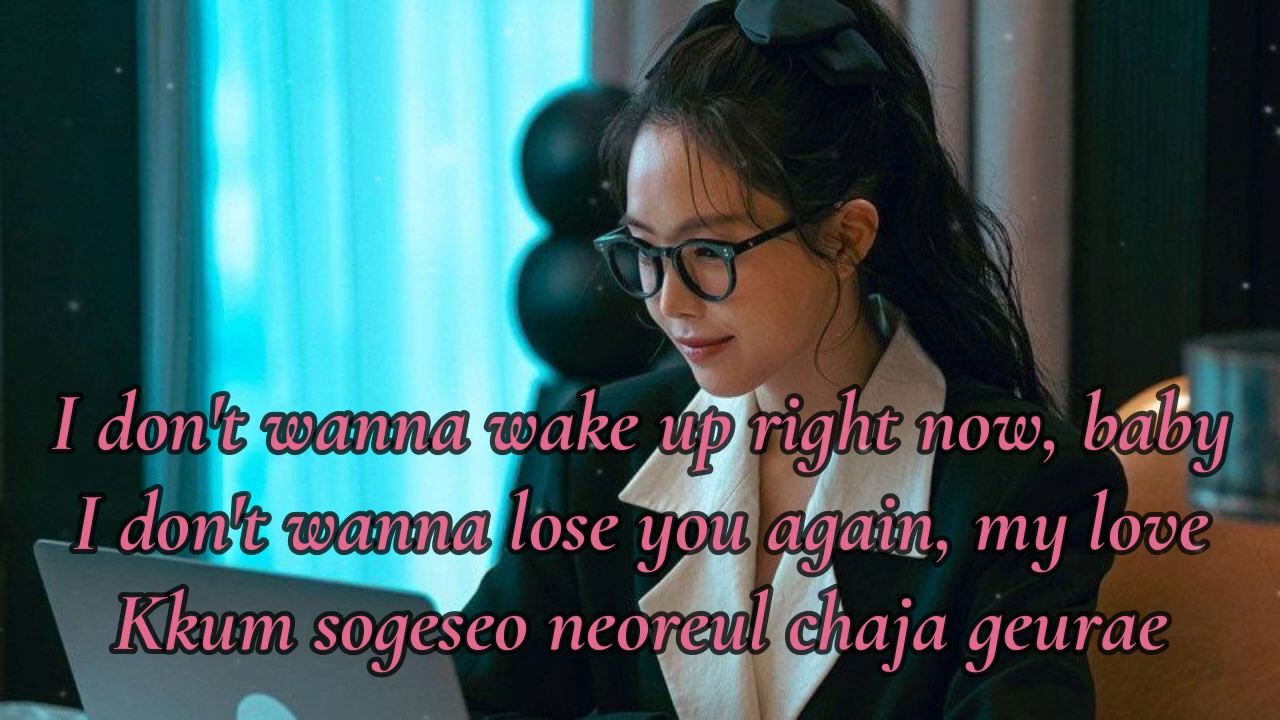 I don't wanna wake up right now, baby
I don't wanna lose you again, my love
Kkum sogeseo neoreul chaja geurae